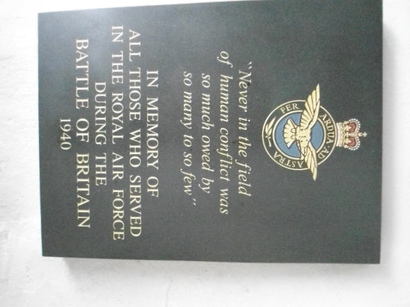 PER ARDUA AD ASTRA
"Never in the field
of human conflict was
so much owed by
so many to so few"
IN MEMORY OF
ALL THOSE WHO SERVED
IN THE ROYAL AIR FORCE
DURING THE
BATTLE OF BRITAIN
1940